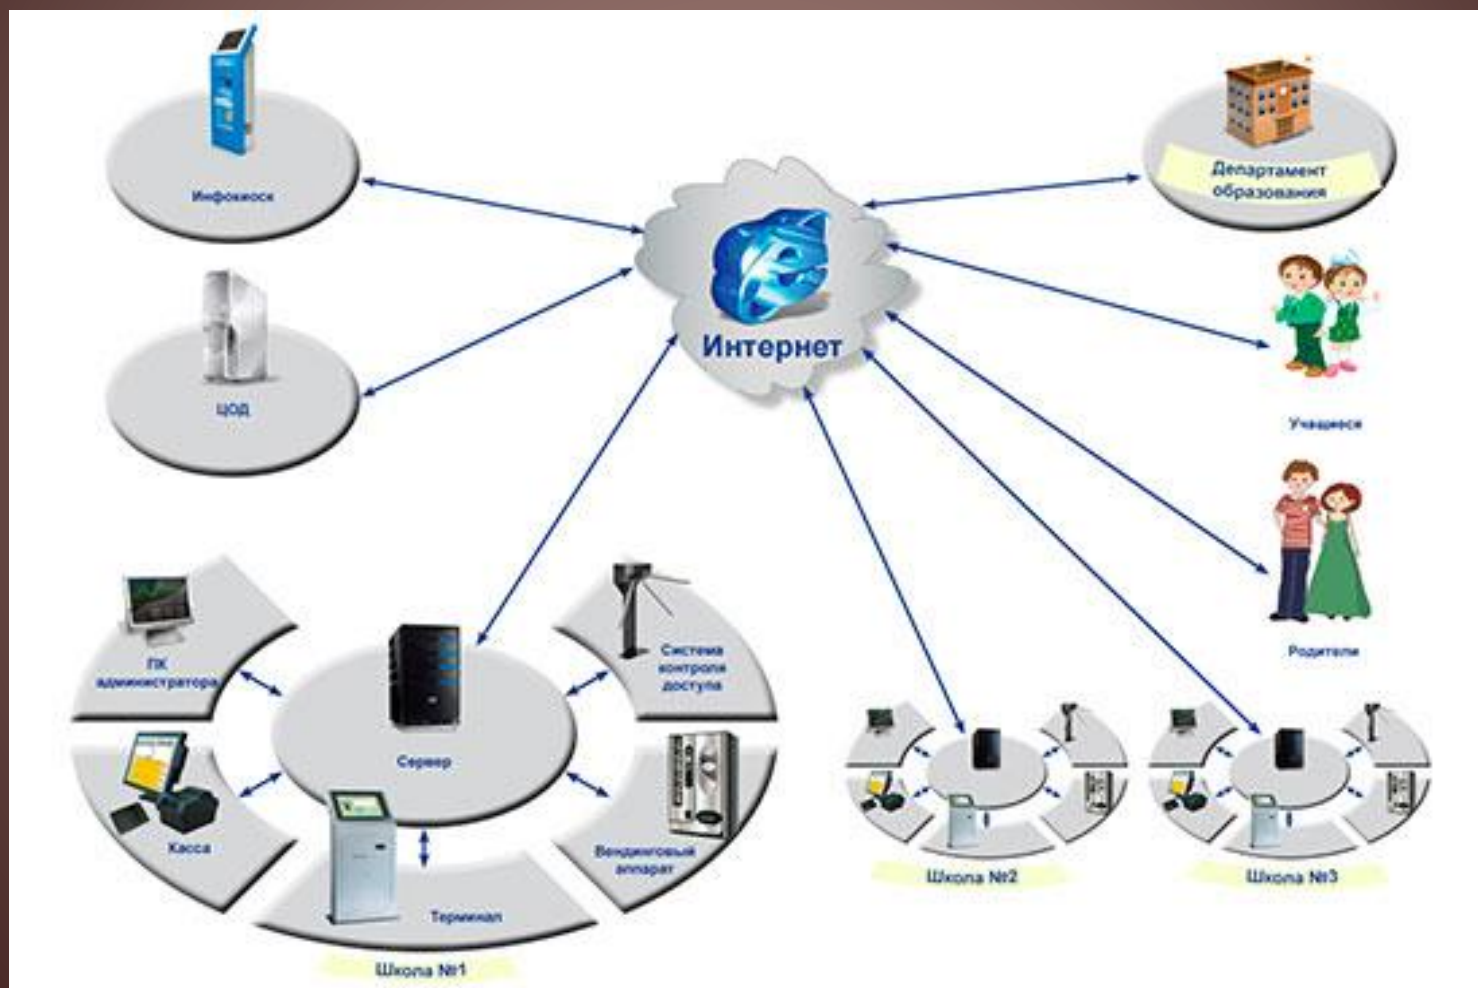 Инфокиоск
Департамент
образования
Интернет
ЦОД
Учащиеся
Родители
ПК
администратора
Система
контроля
доступа
Сервер
Касса
Вендинговый
аппарат
Терминал
Школа №1
Школа №2
Школа №3